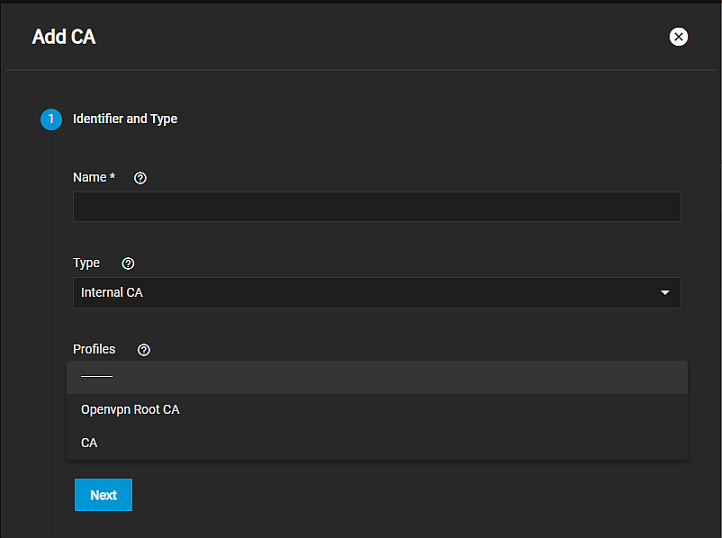 Add CA
1 Identifier and Type
Name *
Type
Internal CA
Profiles
Openvpn Root CA
CA
Next